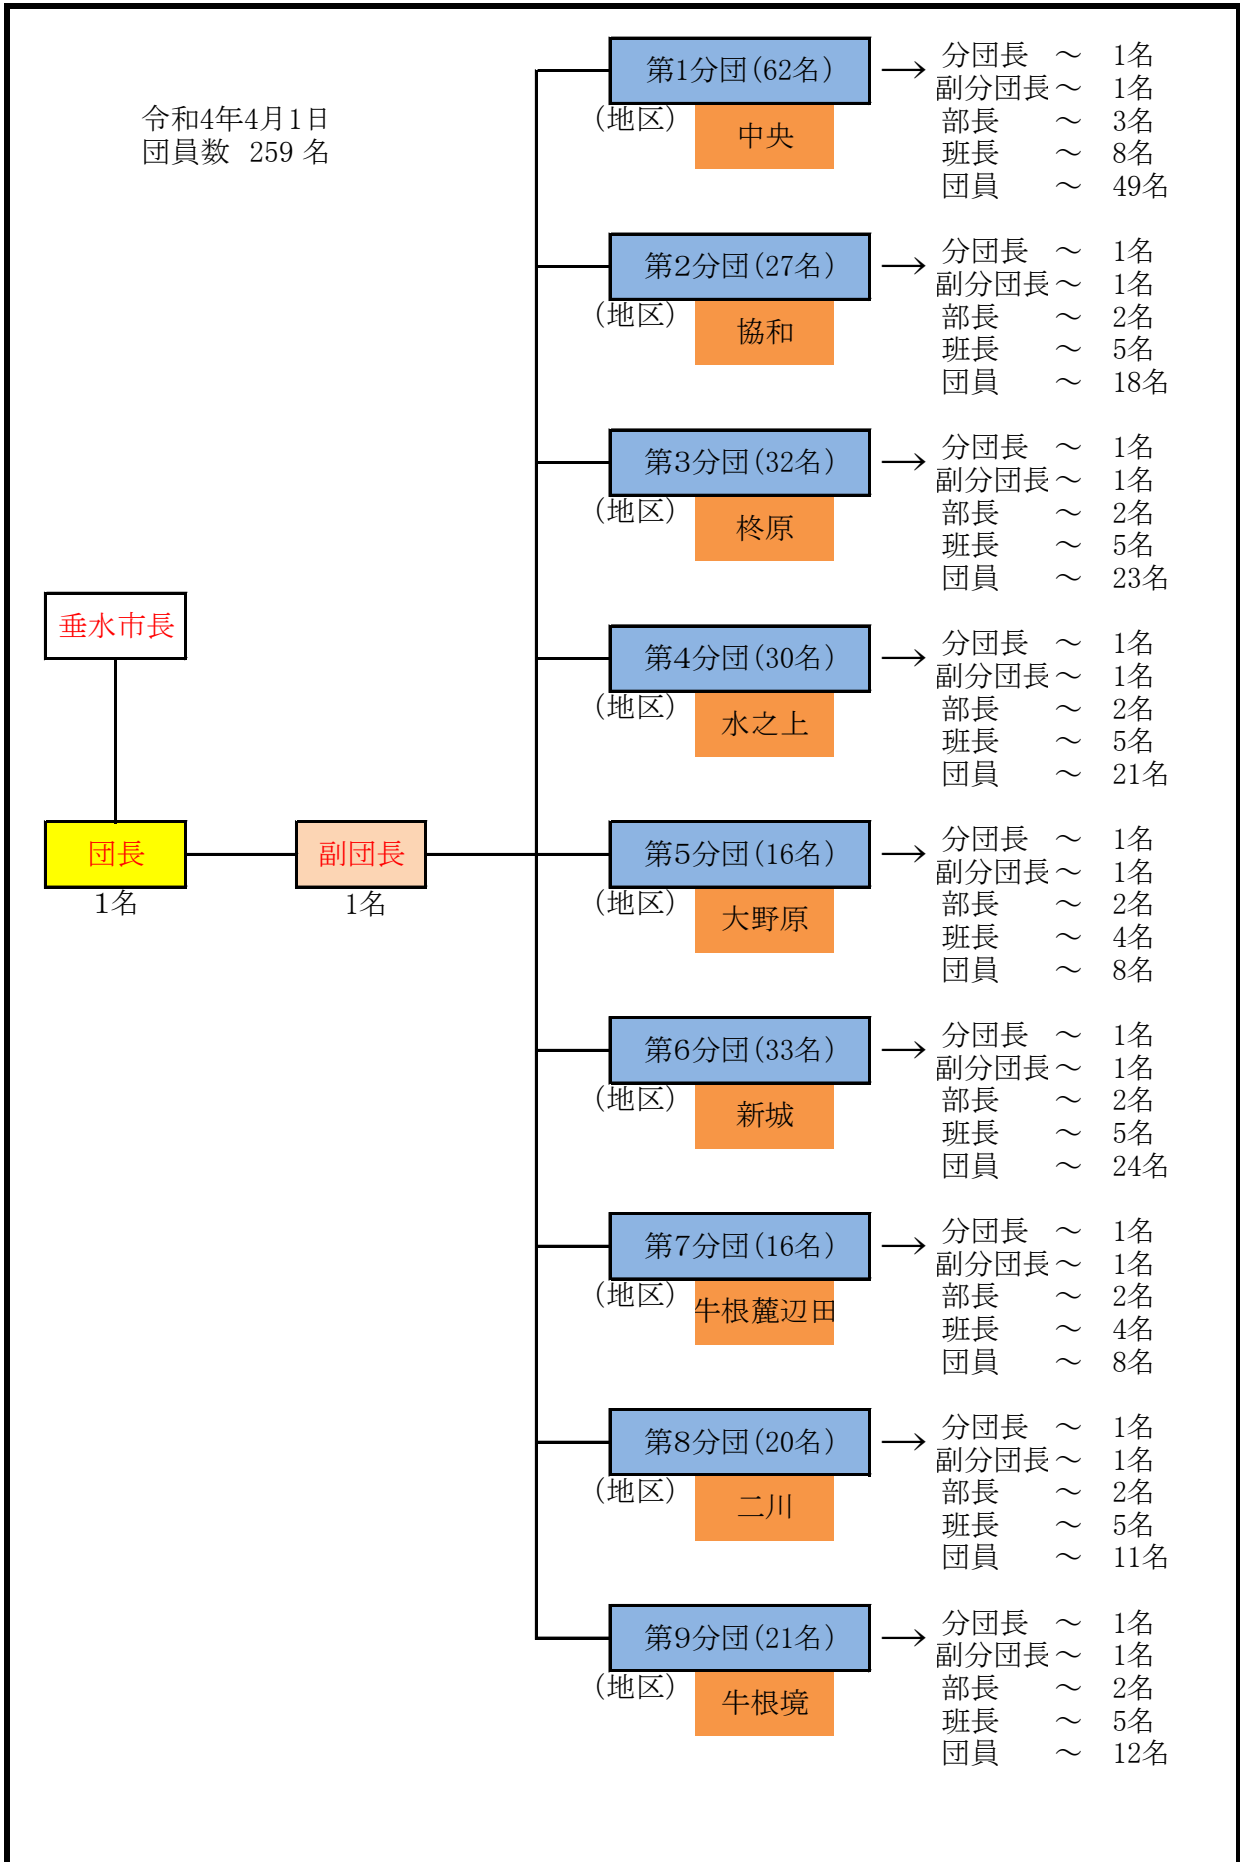 令和4年4月1日
団員数 259 名
垂水市長
団長
1名
副団長
1名
第1分団(62名)
(地区)
中央
分団長 ～ 1名
副分団長～ 1名
部長 ～ 3名
班長 ～ 8名
団員 ～ 49名
第2分団(27名)
(地区)
協和
分団長 ～ 1名
副分団長～ 1名
部長 ～ 2名
班長 ～ 5名
団員 ～ 18名
第3分団(32名)
(地区)
柊原
分団長 ～ 1名
副分団長～ 1名
部長 ～ 2名
班長 ～ 5名
団員 ～ 23名
第4分団(30名)
(地区)
水之上
分団長 ～ 1名
副分団長～ 1名
部長 ～ 2名
班長 ～ 5名
団員 ～ 21名
第5分団(16名)
(地区)
大野原
分団長 ～ 1名
副分団長～ 1名
部長 ～ 2名
班長 ～ 4名
団員 ～ 8名
第6分団(33名)
(地区)
新城
分団長 ～ 1名
副分団長～ 1名
部長 ～ 2名
班長 ～ 5名
団員 ～ 24名
第7分団(16名)
(地区)
牛根麓辺田
分団長 ～ 1名
副分団長～ 1名
部長 ～ 2名
班長 ～ 4名
団員 ～ 8名
第8分団(20名)
(地区)
二川
分団長 ～ 1名
副分団長～ 1名
部長 ～ 2名
班長 ～ 5名
団員 ～ 11名
第9分団(21名)
(地区)
牛根境
分団長 ～ 1名
副分団長～ 1名
部長 ～ 2名
班長 ～ 5名
団員 ～ 12名